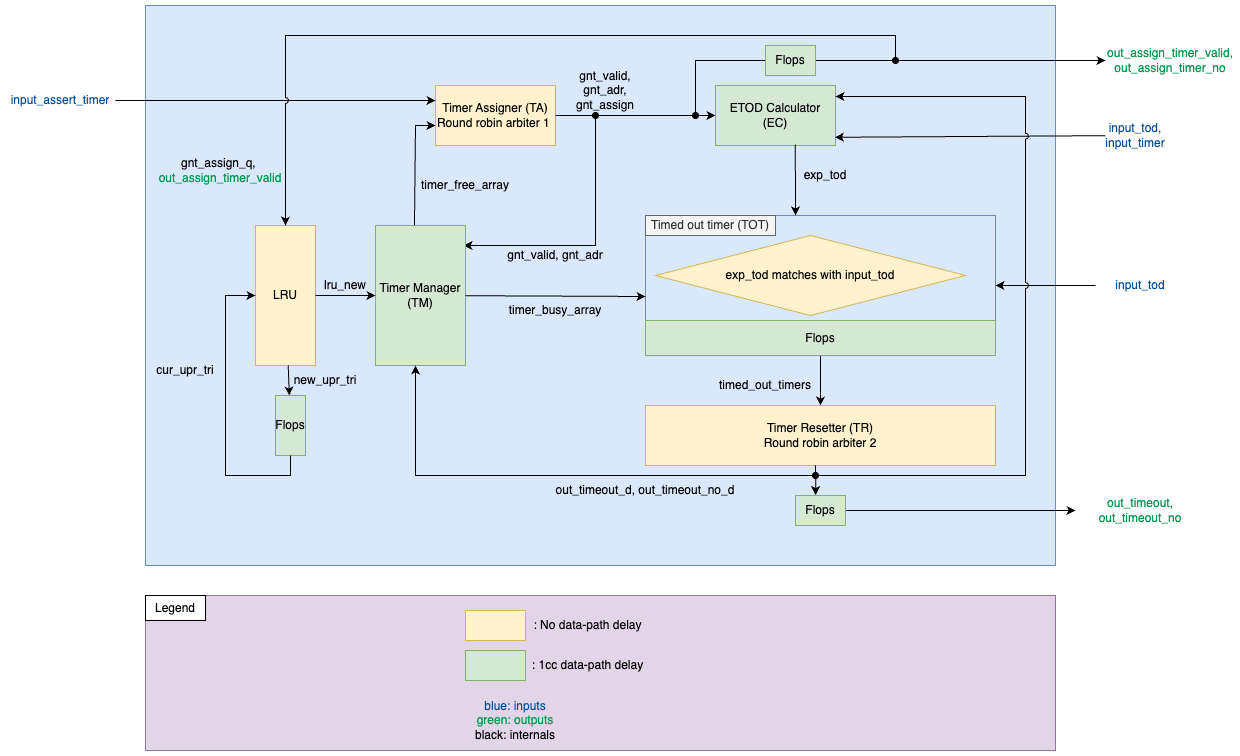 Flops
out_assign_timer_valid,
out_assign_timer_no
gnt_valid,
gnt_adr,
gnt_assign
input_assert_timer
Timer Assigner (TA)
Round robin arbiter 1
ETOD Calculator
(EC)
input_tod,
input_timer
gnt_assign_q,
out_assign_timer_valid
timer_free_array
exp_tod
Timed out timer (TOT)
gnt_valid, gnt_adr
exp_tod matches with input_tod
input_tod
LRU
lru_new
Timer Manager
(TM)
timer_busy_array
Flops
cur_upr_tri
new_upr_tri
timed_out_timers
Flops
Timer Resetter (TR)
Round robin arbiter 2
out_timeout_d, out_timeout_no_d
Flops
out_timeout,
out_timeout_no
Legend
: No data-path delay
: 1cc data-path delay
blue: inputs
green: outputs
black: internals